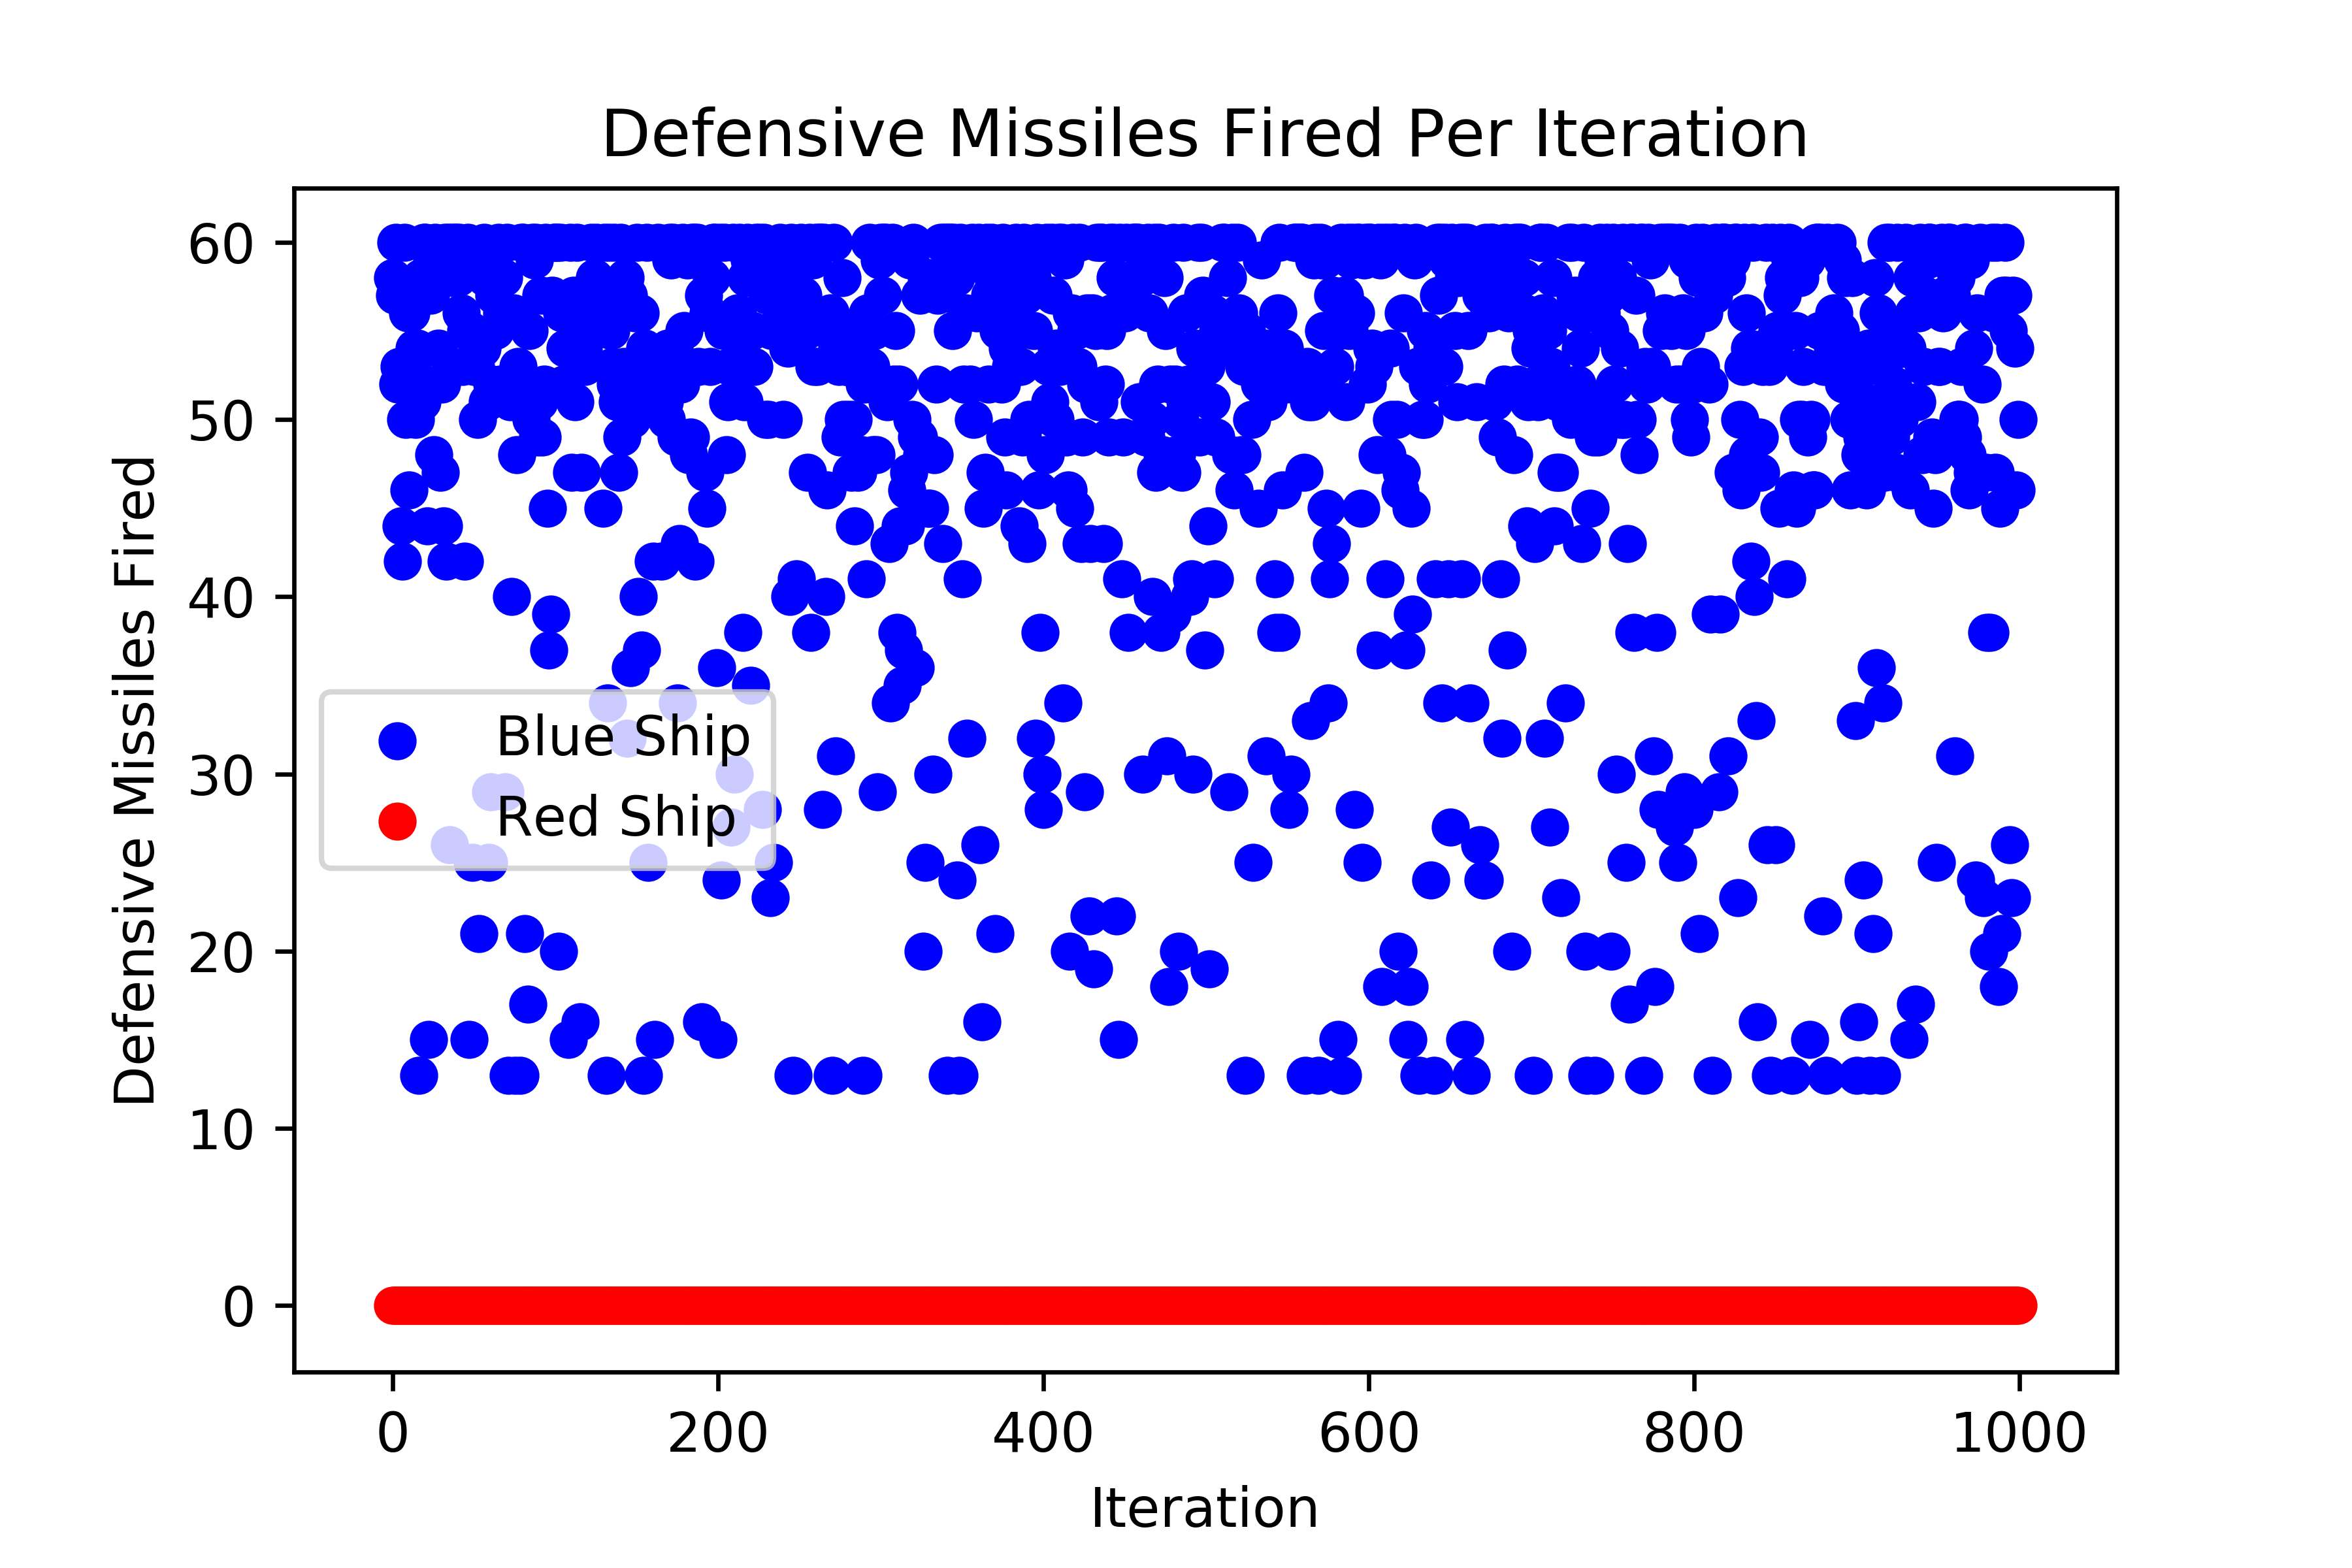 Defensive Missiles Fired Per Iteration
Defensive Missiles Fired
60
50
40
30
20
10
0
Blue Ship
Red Ship
0 200 400 600 800 1000
Iteration